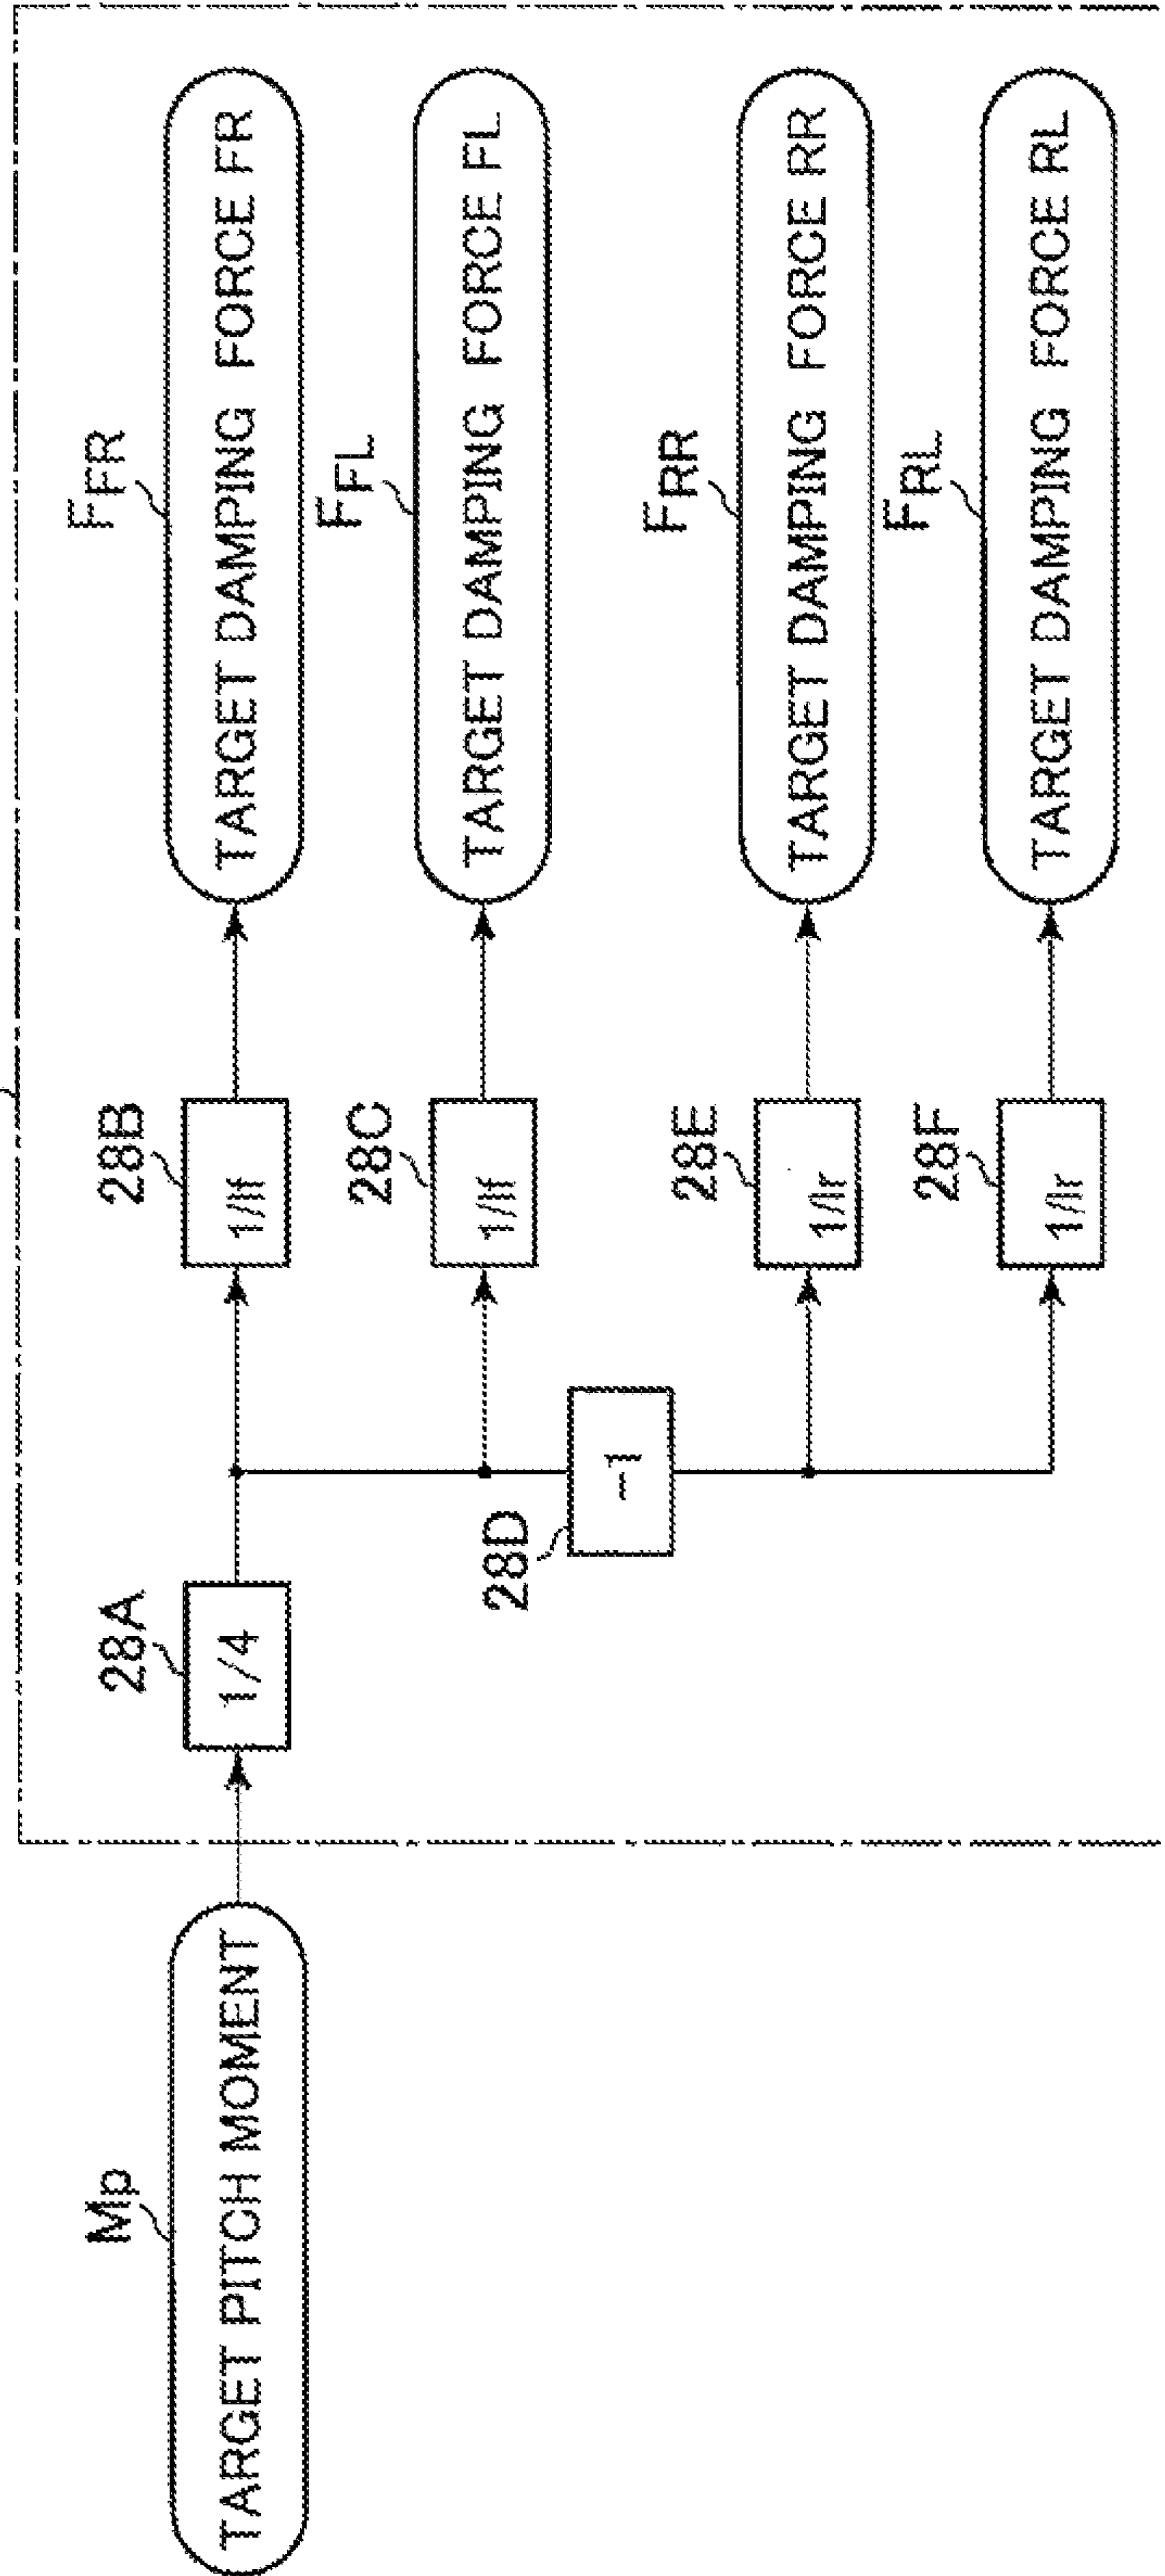 Mp
TARGET PITCH MOMENT
28A
1/4
28B
1/lf
FFR
TARGET DAMPING FORCE FR
28C
1/lf
FFL
TARGET DAMPING FORCE FL
28D
-1
28E
1/lr
FRR
TARGET DAMPING FORCE RR
28F
1/lr
FRL
TARGET DAMPING FORCE RL